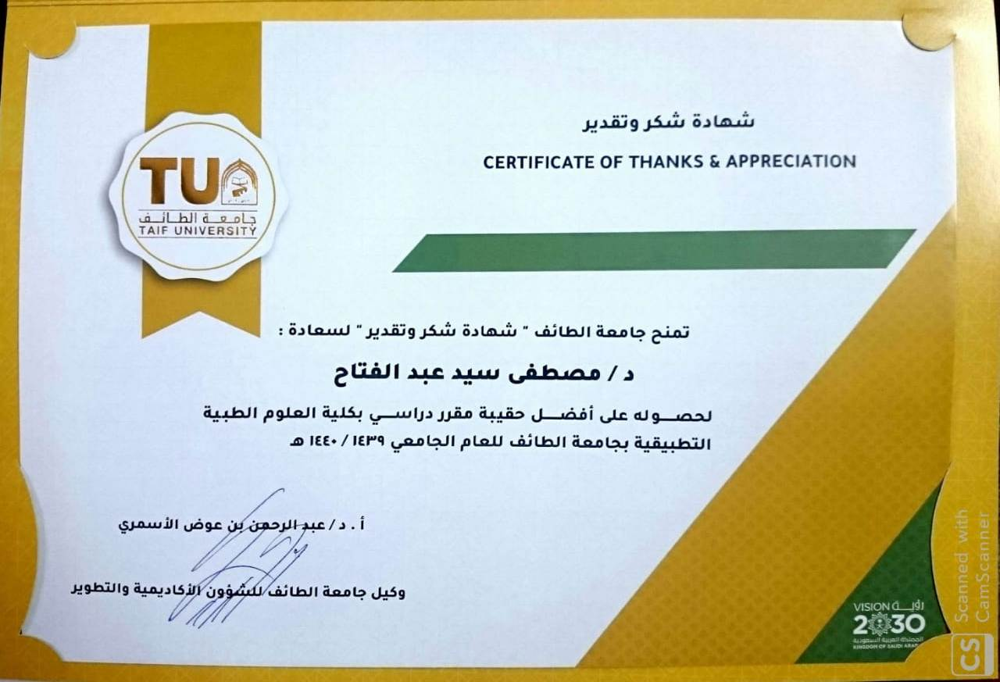 شهادة شكر وتقدير
CERTIFICATE OF THANKS & APPRECIATION
TU
جامعة الطائف
TAIF UNIVERSITY
تمنح جامعة الطائف " شهادة شكر وتقدير " لسعادة :
د / مصطفى سيد عبد الفتاح
لحصوله على أفضل حقيبة مقرر دراسي بكلية العلوم الطبية
التطبيقية بجامعة الطائف للعام الجامعي ١٤٣٩ / ١٤٤٠ هـ
أ . د / عبد الرحمن بن عوض الأسمري
وكيل جامعة الطائف للشؤون الأكاديمية والتطوير
VISION رؤية
2030
المملكة العربية السعودية
KINGDOM OF SAUDI ARABIA
Scanned with
CamScanner
CS